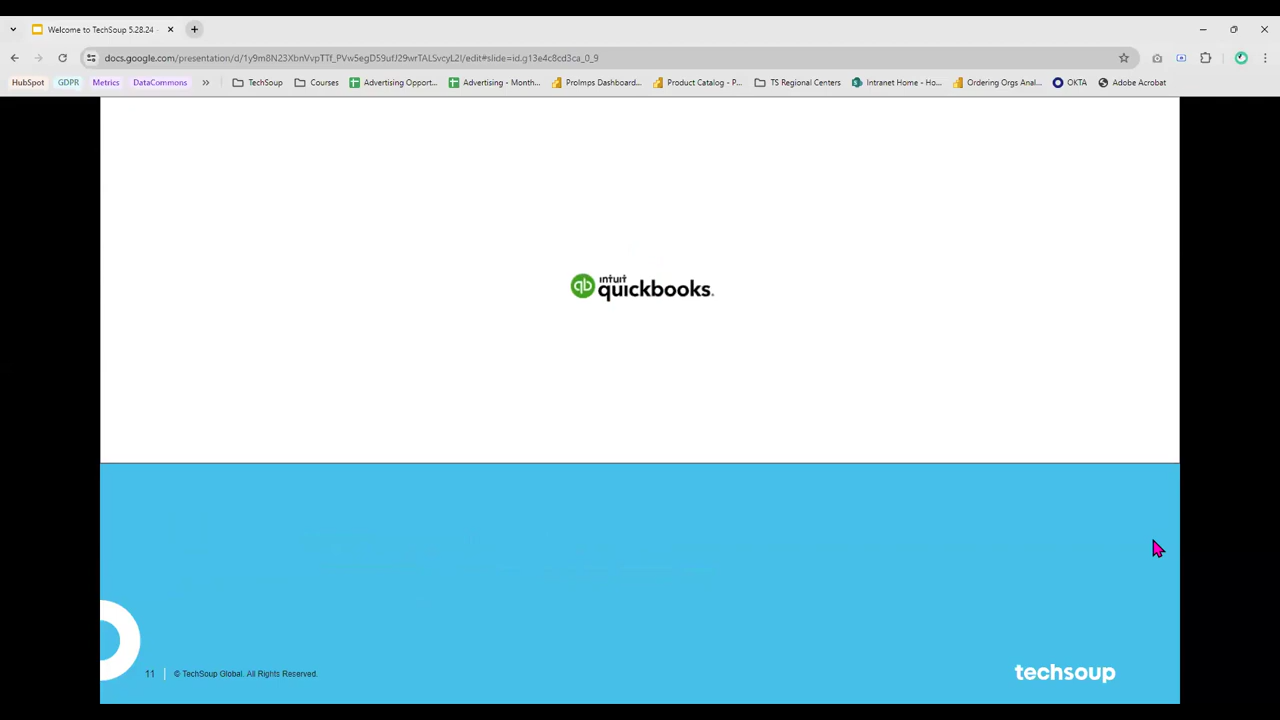 Welcome to TechSoup 5.28.24
docs.google.com/presentation/d/1y9m8N23XbnVvpTTf_PVw5egD59ufJ29wrTALSvcyL2I/edit#slide=id.g13e4c8cd3ca_0_9
HubSpot GDPR Metrics DataCommons » TechSoup Courses Advertising Opport... Advertising - Month... ProImps Dashboard... Product Catalog - P... TS Regional Centers Intranet Home - Ho... Ordering Orgs Anal... OKTA Adobe Acrobat
intuit
qb quickbooks.
11 | © TechSoup Global. All Rights Reserved.
techsoup